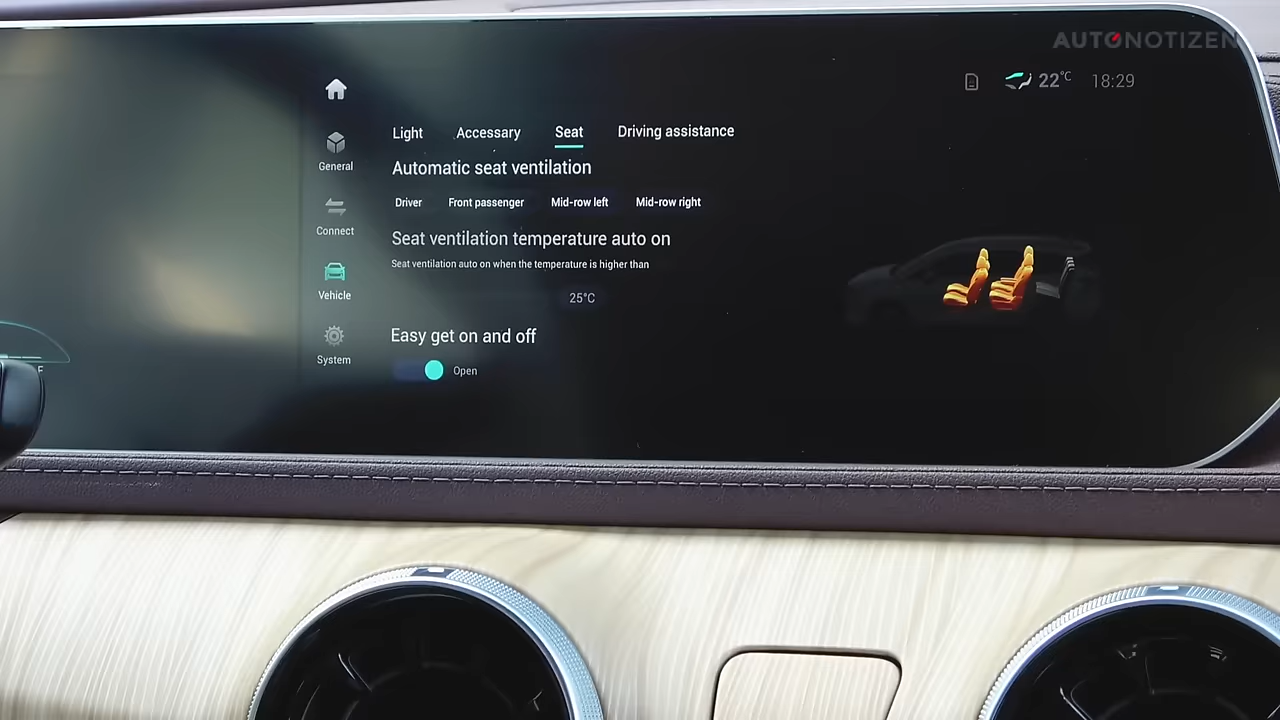 AUTONOTIZEN
22°C 18:29
Light Accessary Seat Driving assistance
General
Automatic seat ventilation
Driver Front passenger Mid-row left Mid-row right
Connect
Seat ventilation temperature auto on
Seat ventilation auto on when the temperature is higher than
Vehicle
25°C
Easy get on and off
System
Open
F